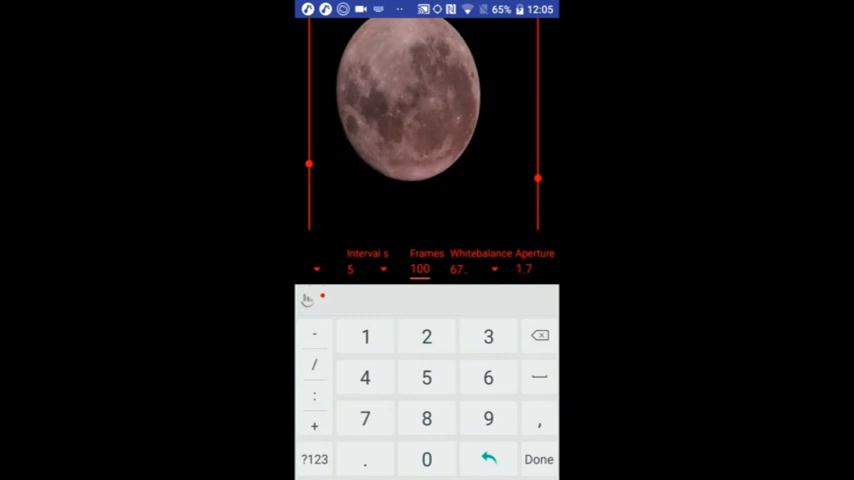 65% 12:05
Interval s Frames Whitebalance Aperture
5 100 67.. 1.7
- 1 2 3
/ 4 5 6
:
7 8 9 ,
+
?123 . 0 Done